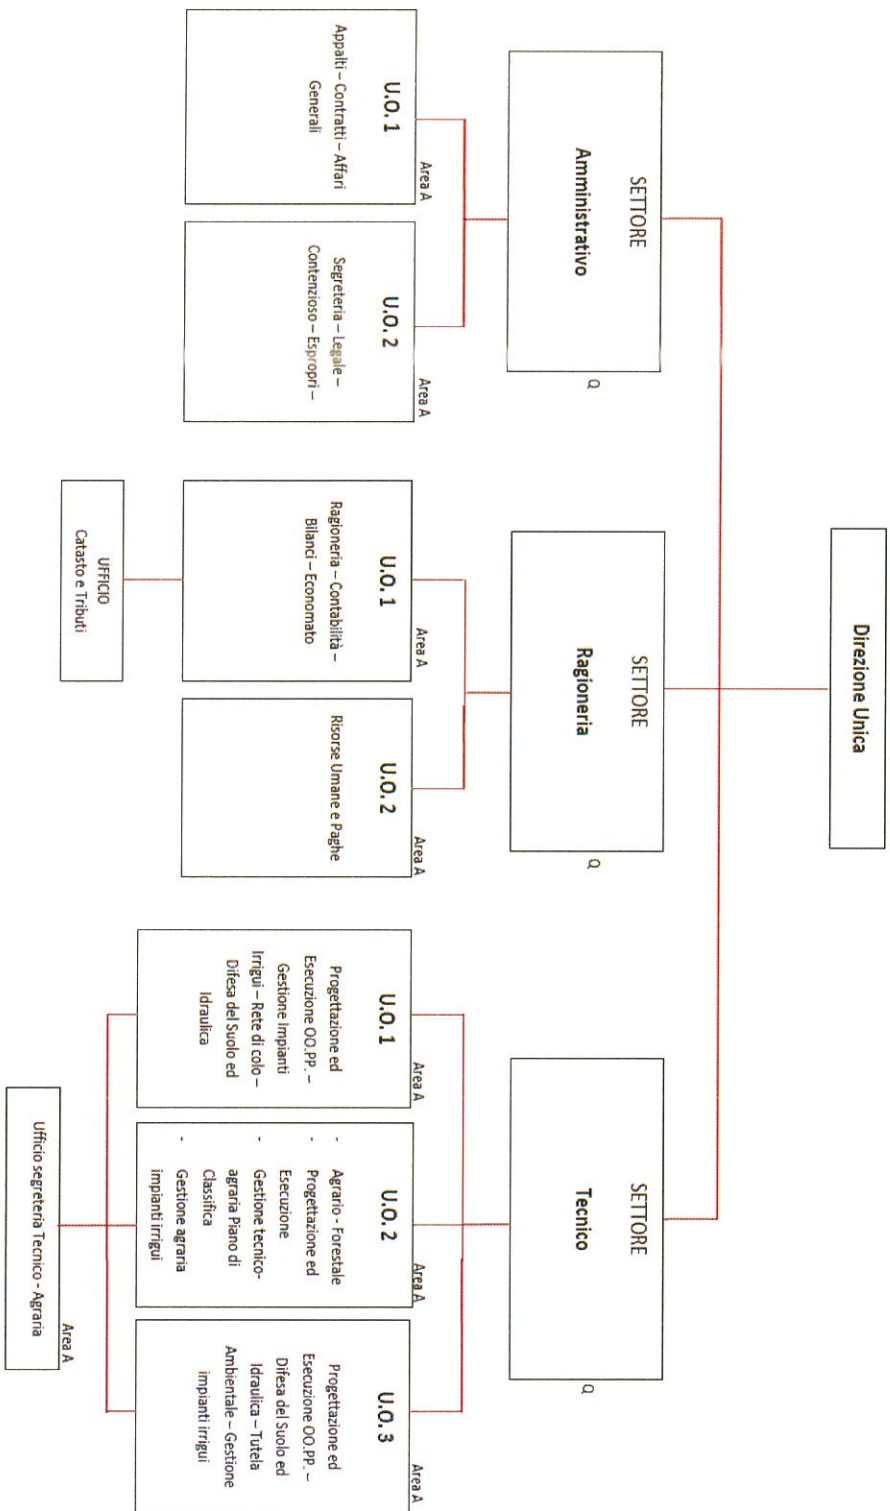 Direzione Unica
SETTORE
Amministrativo
Q
SETTORE
Ragioneria
Q
SETTORE
Tecnico
Q
Area A
U.O. 1
Appalti – Contratti – Affari
Generali
Area A
U.O. 2
Segreteria – Legale –
Contenzioso – Espropri –
Area A
U.O. 1
Ragioneria – Contabilità –
Bilanci – Economato
Area A
U.O. 2
Risorse Umane e Paghe
Area A
U.O. 1
Progettazione ed
Esecuzione OO.PP. –
Gestione Impianti
Irrigui – Rete di colo –
Difesa del Suolo ed
Idraulica
Area A
U.O. 2
- Agrario - Forestale
- Progettazione ed
Esecuzione
- Gestione tecnico-
agraria Piano di
Classifica
- Gestione agraria
impianti irrigui
Area A
U.O. 3
Progettazione ed
Esecuzione OO.PP. –
Difesa del Suolo ed
Idraulica – Tutela
Ambientale – Gestione
impianti irrigui
UFFICIO
Catasto e Tributi
Area A
Ufficio segreteria Tecnico - Agraria